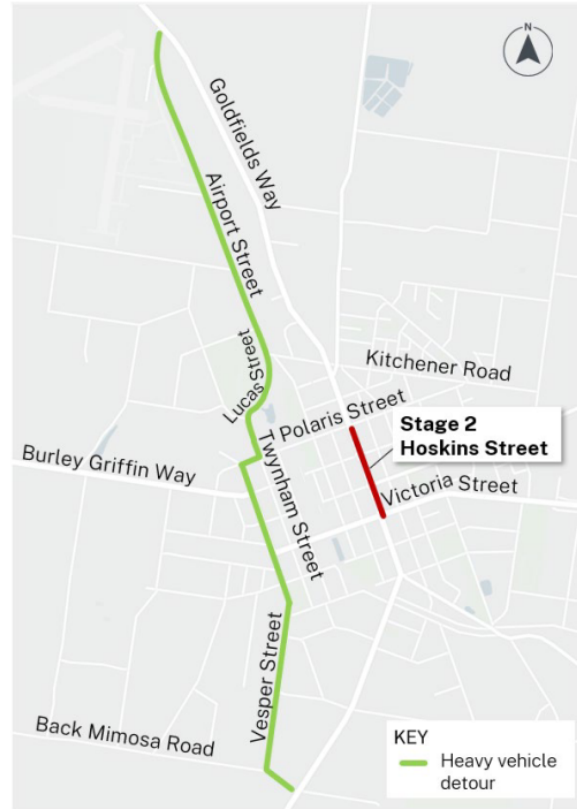 N
Goldfields Way
Airport Street
Lucas Street
Kitchener Road
Polaris Street
Stage 2
Hoskins Street
Burley Griffin Way
Twynham Street
Victoria Street
Vesper Street
Back Mimosa Road
KEY
Heavy vehicle
detour